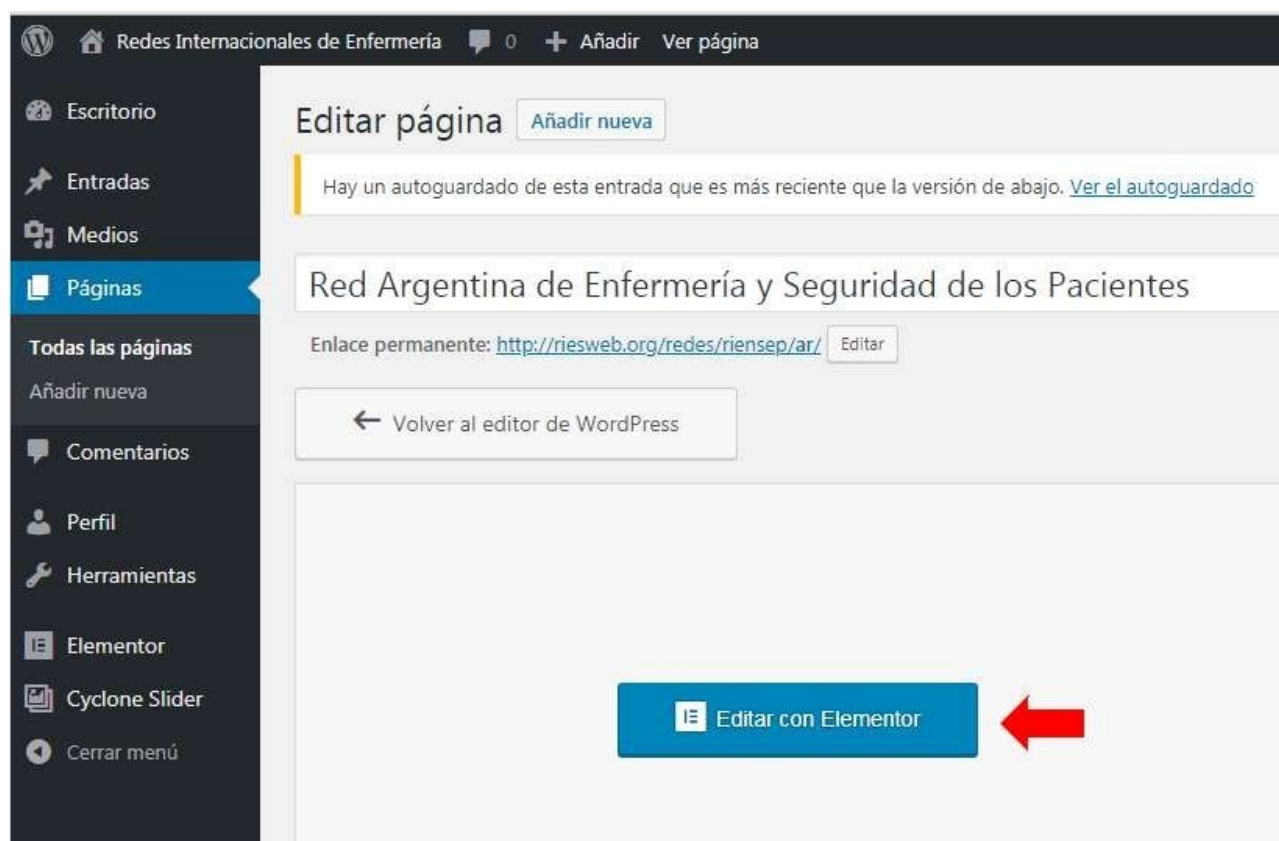 Redes Internacionales de Enfermería 0 Añadir Ver página
Escritorio
Entradas
Medios
Páginas
Todas las páginas
Añadir nueva
Comentarios
Perfil
Herramientas
Elementor
Cyclone Slider
Cerrar menú
Editar página Añadir nueva
Hay un autoguardado de esta entrada que es más reciente que la versión de abajo. Ver el autoguardado
Red Argentina de Enfermería y Seguridad de los Pacientes
Enlace permanente: http://riesweb.org/redes/riensep/ar/ Editar
Volver al editor de WordPress
Editar con Elementor